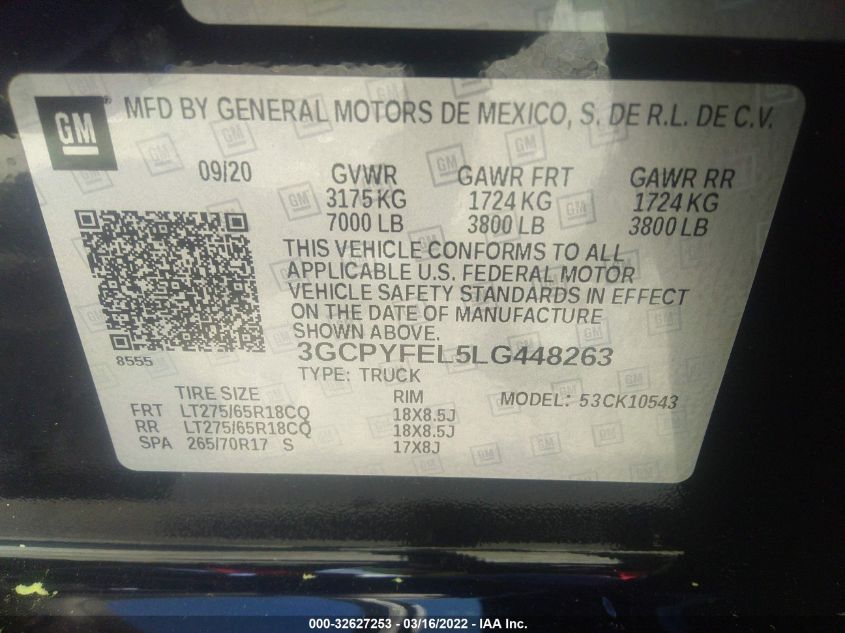 GM
MFD BY GENERAL MOTORS DE MEXICO, S. DE R.L. DE C.V.
09/20 GVWR GAWR FRT GAWR RR
3175 KG 1724 KG 1724 KG
7000 LB 3800 LB 3800 LB
THIS VEHICLE CONFORMS TO ALL
APPLICABLE U.S. FEDERAL MOTOR
VEHICLE SAFETY STANDARDS IN EFFECT
ON THE DATE OF MANUFACTURE
SHOWN ABOVE.
8555
3GCPYFEL5LG448263
TYPE: TRUCK
TIRE SIZE RIM MODEL: 53CK10543
FRT LT275/65R18CQ 18X8.5J
RR LT275/65R18CQ 18X8.5J
SPA 265/70R17 S 17X8J
000-32627253 - 03/16/2022 - IAA Inc.